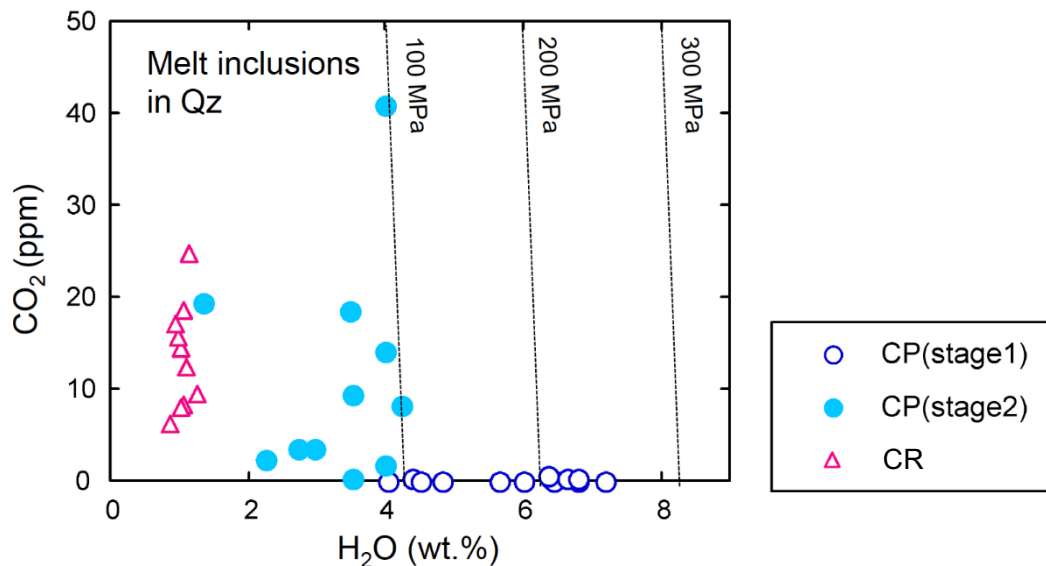 50
40
30
20
10
0
CO₂ (ppm)
Melt inclusions
in Qz
100 MPa
200 MPa
300 MPa
0
2
4
6
8
H₂O (wt.%)
CP(stage1)
CP(stage2)
CR